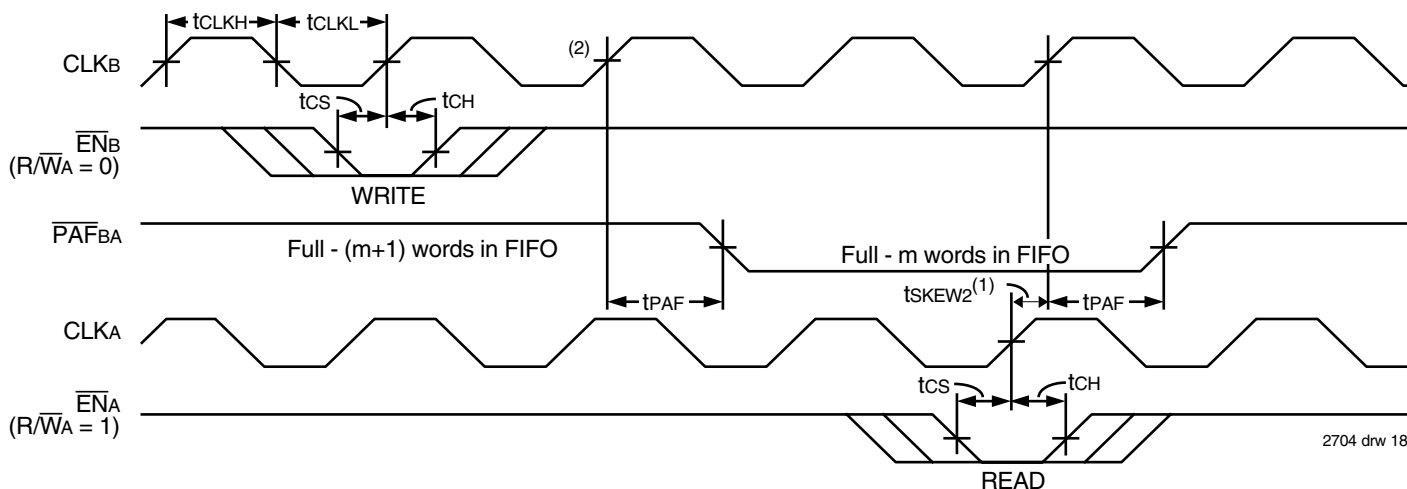 tCLKH tCLKL
CLKB (2)
tCS tCH
ENB
(R/WA = 0)
WRITE
PAFBA
Full - (m+1) words in FIFO Full - m words in FIFO
tSKEW2(1)
tPAF tPAF
CLKA
tCS tCH
ENA
(R/WA = 1)
2704 drw 18
READ